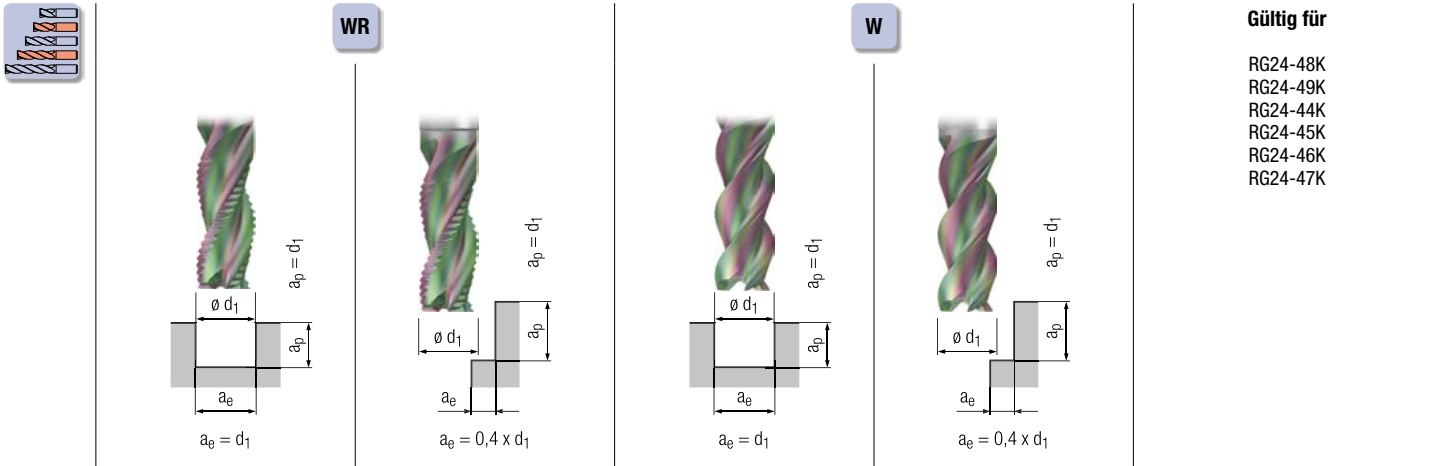 WR
W
Gültig für
RG24-48K
RG24-49K
RG24-44K
RG24-45K
RG24-46K
RG24-47K
ap = d1
ø d1
ap
ae
ae = d1
ap = d1
ø d1
ap
ae
ae = 0,4 x d1
ap = d1
ø d1
ap
ae
ae = d1
ap = d1
ø d1
ap
ae
ae = 0,4 x d1